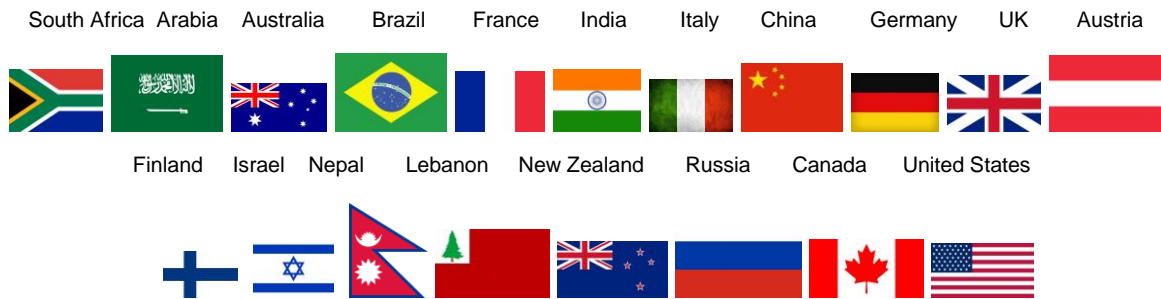 South Africa Arabia Australia Brazil France India Italy China Germany UK Austria
Finland Israel Nepal Lebanon New Zealand Russia Canada United States